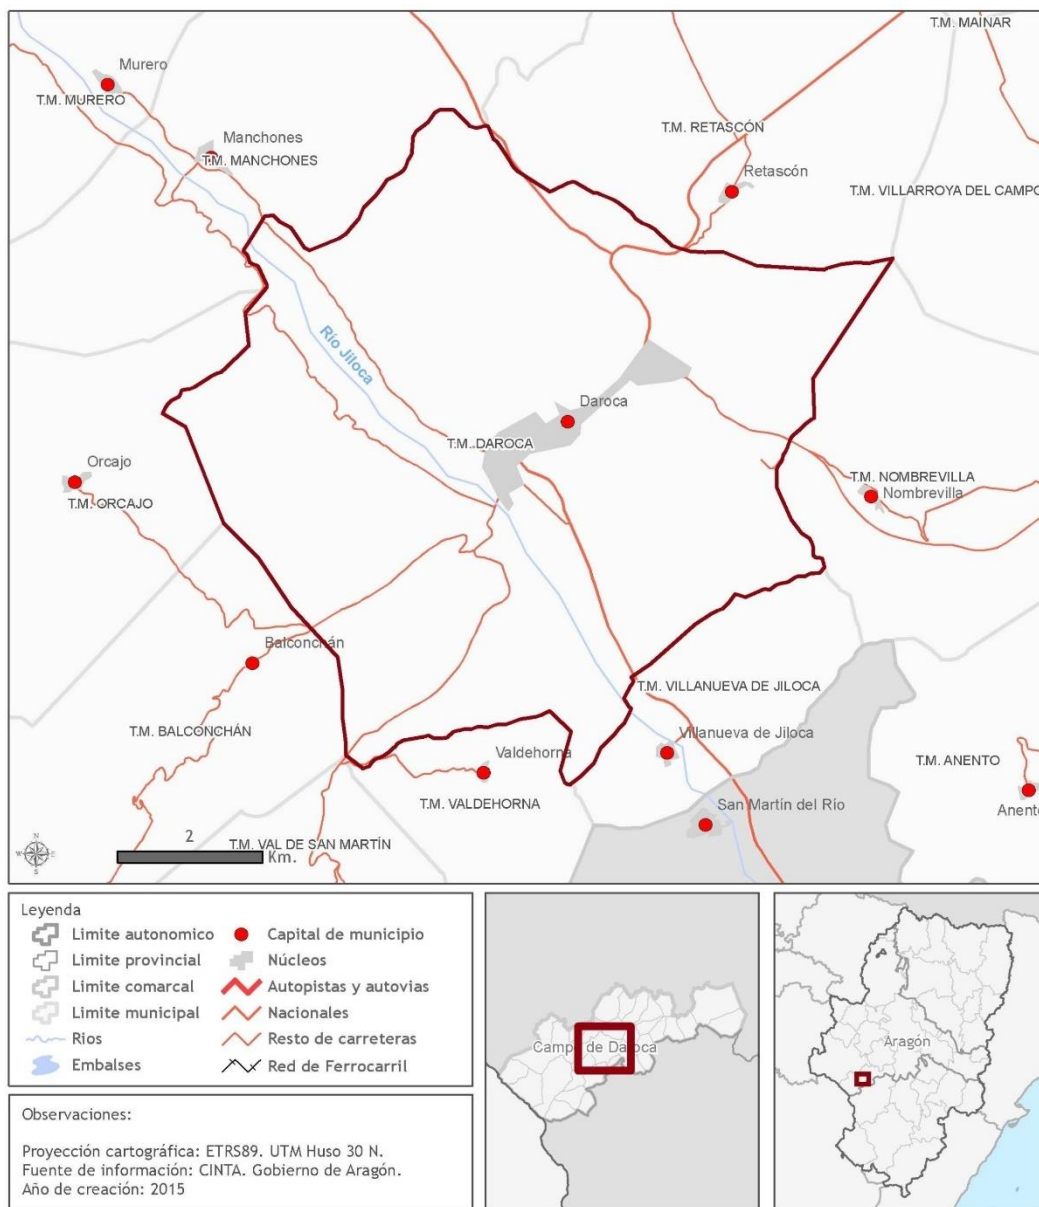 T.M. MAINAR
Murero
T.M. MURERO
Manchones
T.M. MANCHONES
T.M. RETASCÓN
Retascón
T.M. VILLARROYA DEL CAMPO
Río Jiloca
Daroca
T.M. DAROCA
Orcajo
T.M. ORCAJO
T.M. NOMBREVILLA
Nombrevilla
Balconchán
T.M. BALCONCHÁN
T.M. VILLANUEVA DE JILOCA
Villanueva de Jiloca
Valdehorna
T.M. VALDEHORNA
T.M. ANENTO
Anento
San Martín del Río
T.M. VAL DE SAN MARTÍN
N
W E
S
2
Km.
Leyenda
Limite autonomico
Limite provincial
Limite comarcal
Limite municipal
Rios
Embalses
Capital de municipio
Núcleos
Autopistas y autovias
Nacionales
Resto de carreteras
Red de Ferrocarril
Observaciones:
Proyección cartográfica: ETRS89. UTM Huso 30 N.
Fuente de información: CINTA. Gobierno de Aragón.
Año de creación: 2015
Campo de Daroca
Aragón